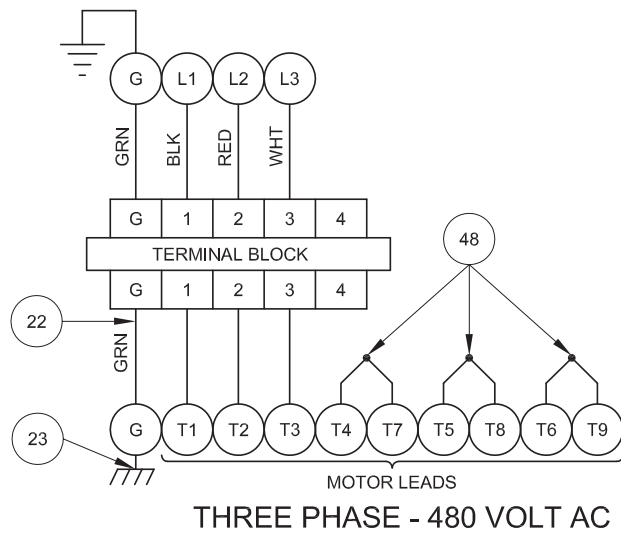 G L1 L2 L3
GRN BLK RED WHT
G 1 2 3 4
TERMINAL BLOCK
G 1 2 3 4
48
22
GRN
23
G T1 T2 T3 T4 T7 T5 T8 T6 T9
MOTOR LEADS
THREE PHASE - 480 VOLT AC